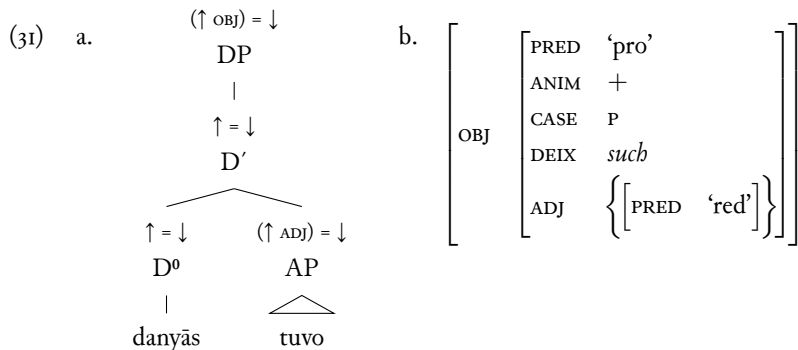 (31) a. (↑ OBJ) = ↓
DP
↑ = ↓
D′
↑ = ↓ (↑ ADJ) = ↓
D⁰ AP
danyās tuvo
b. OBJ
PRED ‘pro’
ANIM +
CASE P
DEIX such
ADJ {[PRED ‘red’]}